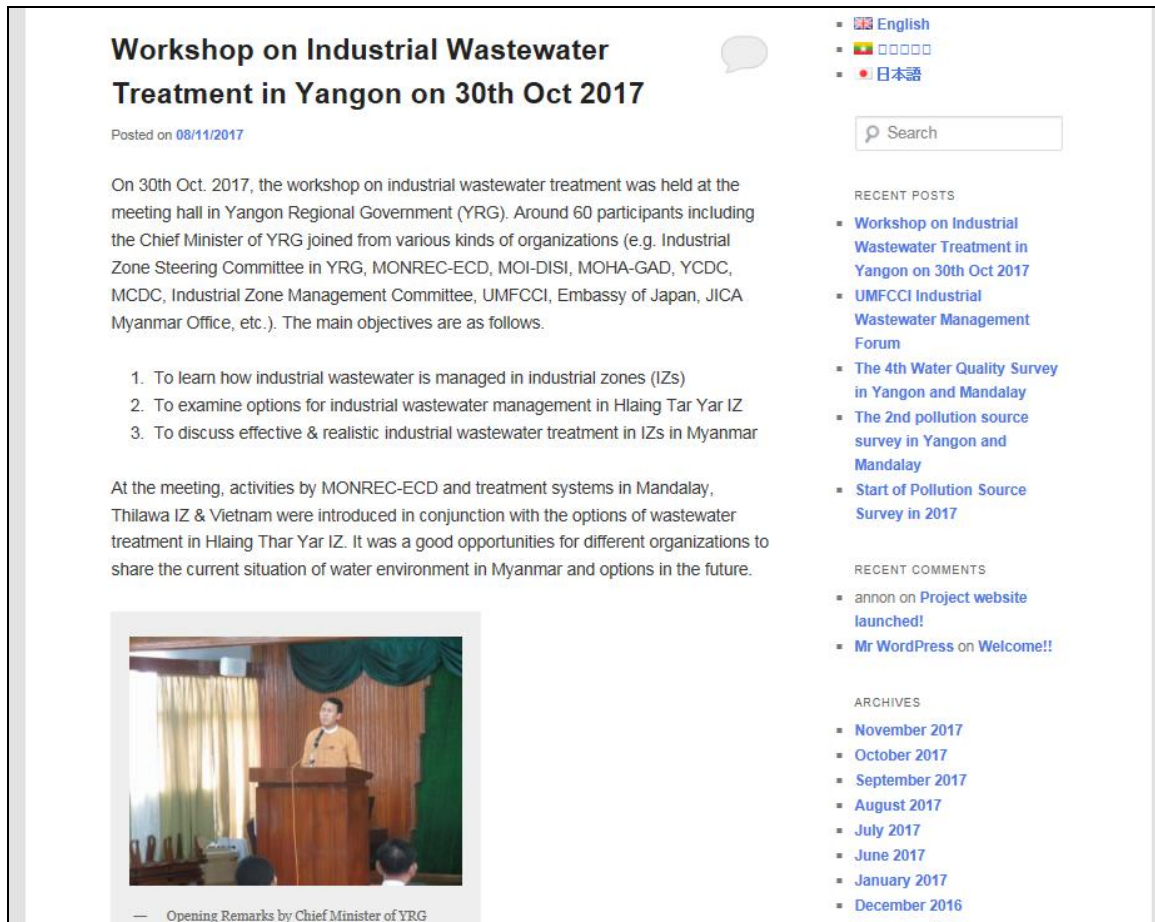 Workshop on Industrial Wastewater
Treatment in Yangon on 30th Oct 2017
Posted on 08/11/2017
On 30th Oct. 2017, the workshop on industrial wastewater treatment was held at the
meeting hall in Yangon Regional Government (YRG). Around 60 participants including
the Chief Minister of YRG joined from various kinds of organizations (e.g. Industrial
Zone Steering Committee in YRG, MONREC-ECD, MOI-DISI, MOHA-GAD, YCDC,
MCDC, Industrial Zone Management Committee, UMFCCI, Embassy of Japan, JICA
Myanmar Office, etc.). The main objectives are as follows.
1. To learn how industrial wastewater is managed in industrial zones (IZs)
2. To examine options for industrial wastewater management in Hlaing Tar Yar IZ
3. To discuss effective & realistic industrial wastewater treatment in IZs in Myanmar
At the meeting, activities by MONREC-ECD and treatment systems in Mandalay,
Thilawa IZ & Vietnam were introduced in conjunction with the options of wastewater
treatment in Hlaing Thar Yar IZ. It was a good opportunities for different organizations to
share the current situation of water environment in Myanmar and options in the future.
— Opening Remarks by Chief Minister of YRG
English
日本語
Search
RECENT POSTS
Workshop on Industrial
Wastewater Treatment in
Yangon on 30th Oct 2017
UMFCCI Industrial
Wastewater Management
Forum
The 4th Water Quality Survey
in Yangon and Mandalay
The 2nd pollution source
survey in Yangon and
Mandalay
Start of Pollution Source
Survey in 2017
RECENT COMMENTS
annon on Project website
launched!
Mr WordPress on Welcome!!
ARCHIVES
November 2017
October 2017
September 2017
August 2017
July 2017
June 2017
January 2017
December 2016